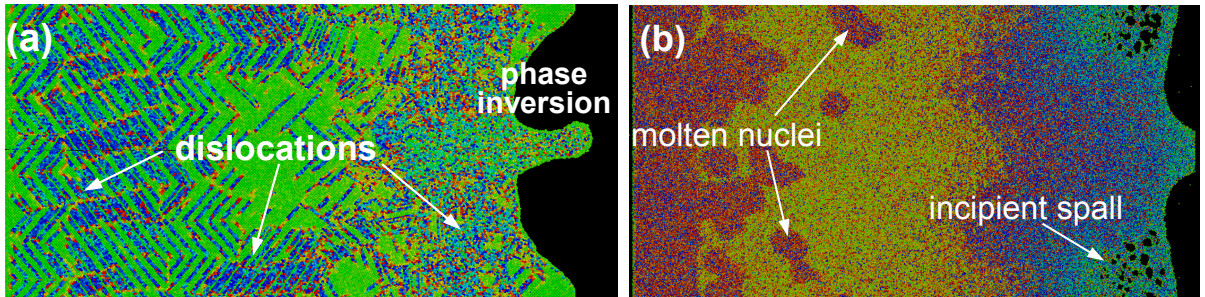 (a)
phase
inversion
dislocations
(b)
molten nuclei
incipient spall